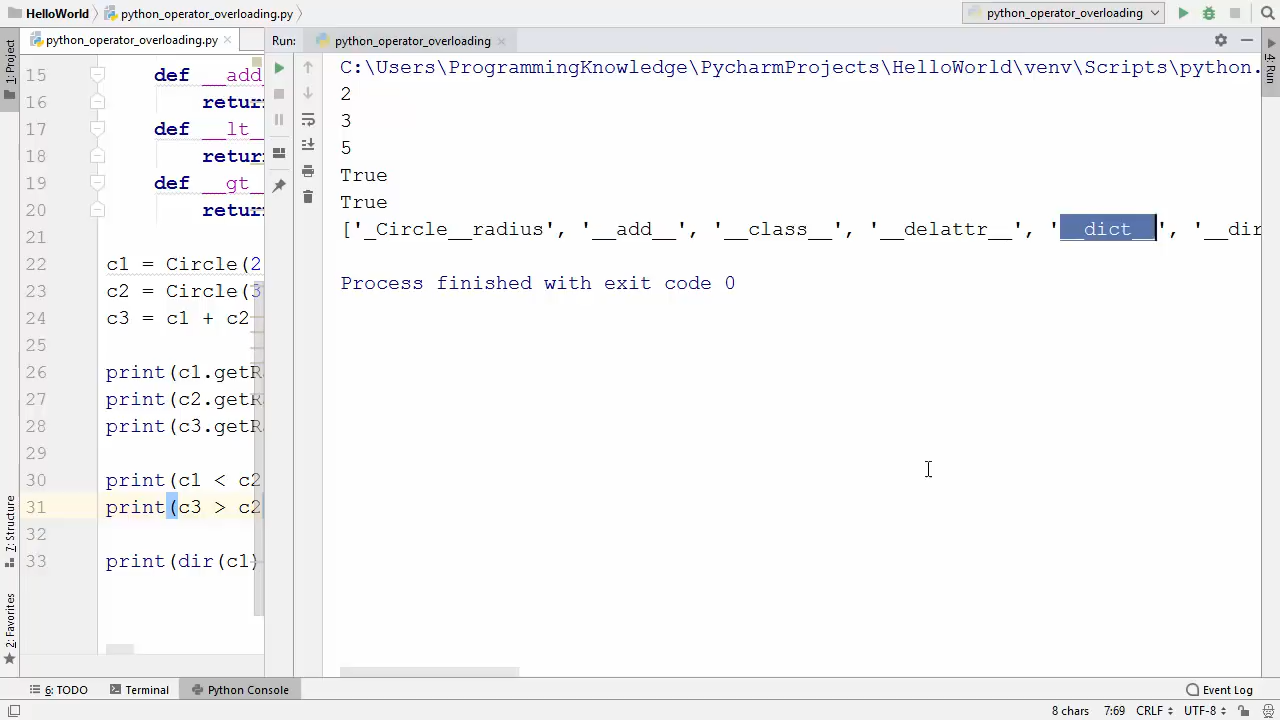 HelloWorld python_operator_overloading.py python_operator_overloading
python_operator_overloading.py Run: python_operator_overloading
1: Project
4: Run
C:\Users\ProgrammingKnowledge\PycharmProjects\HelloWorld\venv\Scripts\python.
2
3
5
True
True
['_Circle__radius', '__add__', '__class__', '__delattr__', '__dict__', '__dir
Process finished with exit code 0
15 def __add
16 retur
17 def __lt_
18 retur
19 def __gt_
20 retur
21
22 c1 = Circle(2
23 c2 = Circle(3
24 c3 = c1 + c2
25
26 print(c1.getR
27 print(c2.getR
28 print(c3.getR
29
30 print(c1 < c2
31 print(c3 > c2
32
33 print(dir(c1)
7: Structure
2: Favorites
6: TODO Terminal Python Console Event Log
8 chars 7:69 CRLF UTF-8